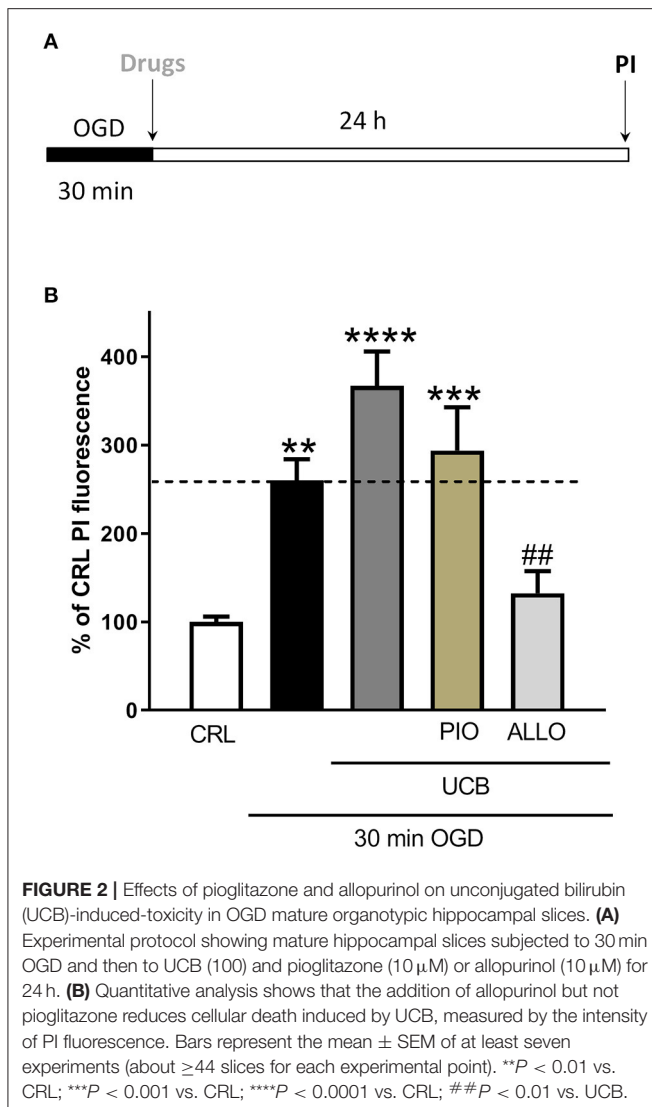 A
Drugs
PI
OGD
24 h
30 min
B
% of CRL PI fluorescence
400
300
200
100
0
**
****
***
##
CRL
PIO ALLO
UCB
30 min OGD
FIGURE 2 | Effects of pioglitazone and allopurinol on unconjugated bilirubin
(UCB)-induced-toxicity in OGD mature organotypic hippocampal slices. (A)
Experimental protocol showing mature hippocampal slices subjected to 30 min
OGD and then to UCB (100) and pioglitazone (10 μM) or allopurinol (10 μM) for
24 h. (B) Quantitative analysis shows that the addition of allopurinol but not
pioglitazone reduces cellular death induced by UCB, measured by the
intensity of PI fluorescence. Bars represent the mean ± SEM of at least seven
experiments (about ≥44 slices for each experimental point). **P < 0.01 vs.
CRL; ***P < 0.001 vs. CRL; ****P < 0.0001 vs. CRL; ##P < 0.01 vs. UCB.